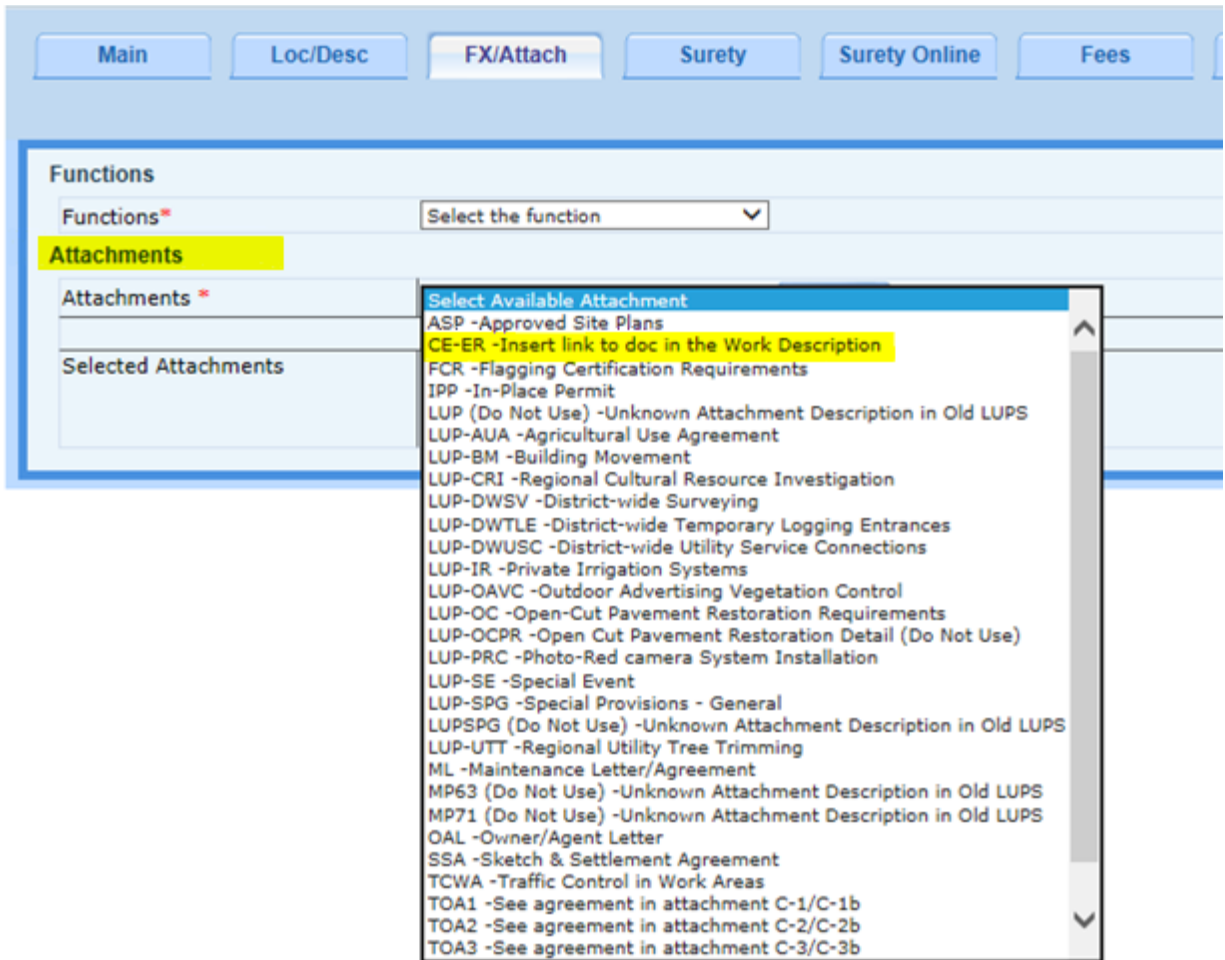 Main Loc/Desc FX/Attach Surety Surety Online Fees
Functions
Functions* Select the function
Attachments
Attachments *
Select Available Attachment
ASP -Approved Site Plans
CE-ER -Insert link to doc in the Work Description
Selected Attachments
FCR -Flagging Certification Requirements
IPP -In-Place Permit
LUP (Do Not Use) -Unknown Attachment Description in Old LUPS
LUP-AUA -Agricultural Use Agreement
LUP-BM -Building Movement
LUP-CRI -Regional Cultural Resource Investigation
LUP-DWSV -District-wide Surveying
LUP-DWTLE -District-wide Temporary Logging Entrances
LUP-DWUSC -District-wide Utility Service Connections
LUP-IR -Private Irrigation Systems
LUP-OAVC -Outdoor Advertising Vegetation Control
LUP-OC -Open-Cut Pavement Restoration Requirements
LUP-OCPR -Open Cut Pavement Restoration Detail (Do Not Use)
LUP-PRC -Photo-Red camera System Installation
LUP-SE -Special Event
LUP-SPG -Special Provisions - General
LUPSPG (Do Not Use) -Unknown Attachment Description in Old LUPS
LUP-UTT -Regional Utility Tree Trimming
ML -Maintenance Letter/Agreement
MP63 (Do Not Use) -Unknown Attachment Description in Old LUPS
MP71 (Do Not Use) -Unknown Attachment Description in Old LUPS
OAL -Owner/Agent Letter
SSA -Sketch & Settlement Agreement
TCWA -Traffic Control in Work Areas
TOA1 -See agreement in attachment C-1/C-1b
TOA2 -See agreement in attachment C-2/C-2b
TOA3 -See agreement in attachment C-3/C-3b